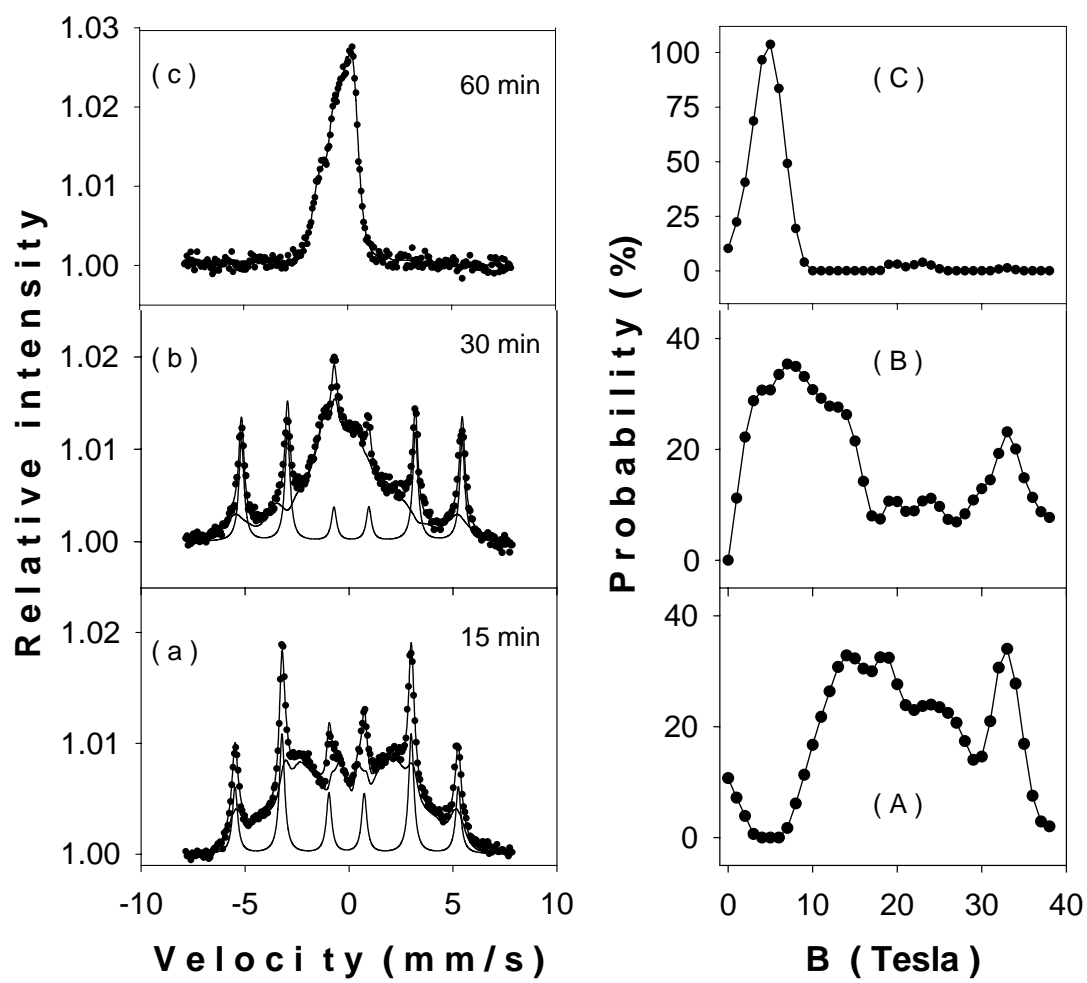 Relative intensity
1.03
1.02
1.01
1.00
( c )
60 min
1.02
1.01
1.00
( b )
30 min
1.02
1.01
1.00
( a )
15 min
-10 -5 0 5 10
Velocity (mm/s)
Probability (%)
100
75
50
25
0
( C )
40
20
0
( B )
40
20
0
( A )
0 10 20 30 40
B (Tesla)